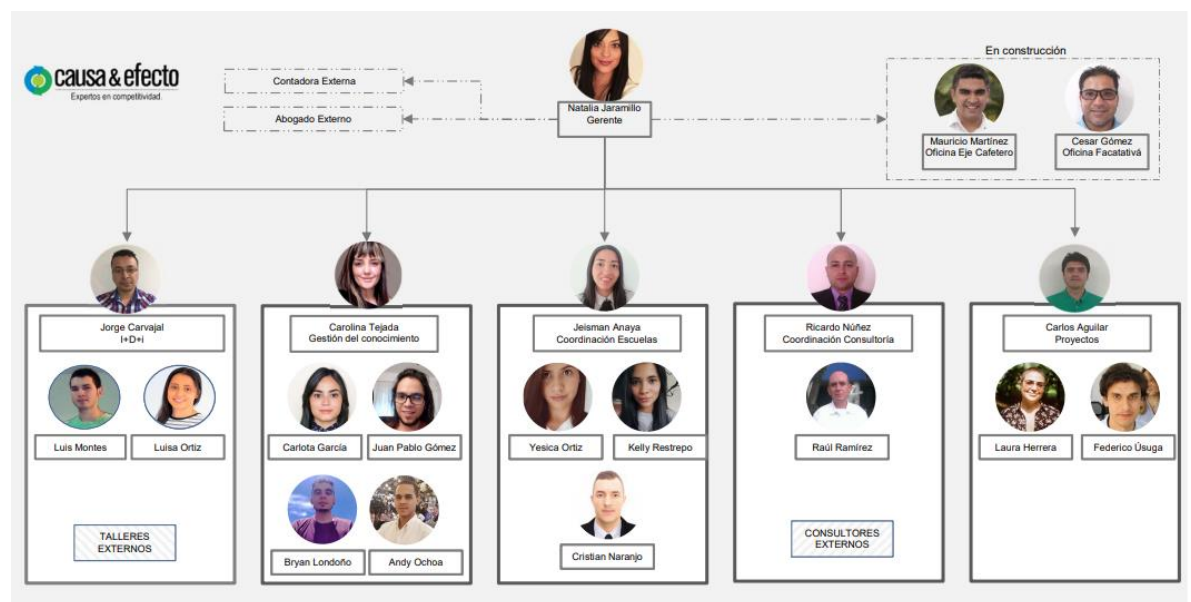 causa & efecto
Expertos en competitividad
Contadora Externa
Abogado Externo
Natalia Jaramillo
Gerente
En construcción
Mauricio Martínez
Oficina Eje Cafetero
Cesar Gómez
Oficina Facatativá
Jorge Carvajal
I+D+i
Luis Montes
Luisa Ortiz
TALLERES
EXTERNOS
Carolina Tejada
Gestión del conocimiento
Carlota García
Juan Pablo Gómez
Bryan Londoño
Andy Ochoa
Jeisman Anaya
Coordinación Escuelas
Yesica Ortiz
Kelly Restrepo
Cristian Naranjo
Ricardo Núñez
Coordinación Consultoría
Raúl Ramírez
CONSULTORES
EXTERNOS
Carlos Aguilar
Proyectos
Laura Herrera
Federico Úsuga